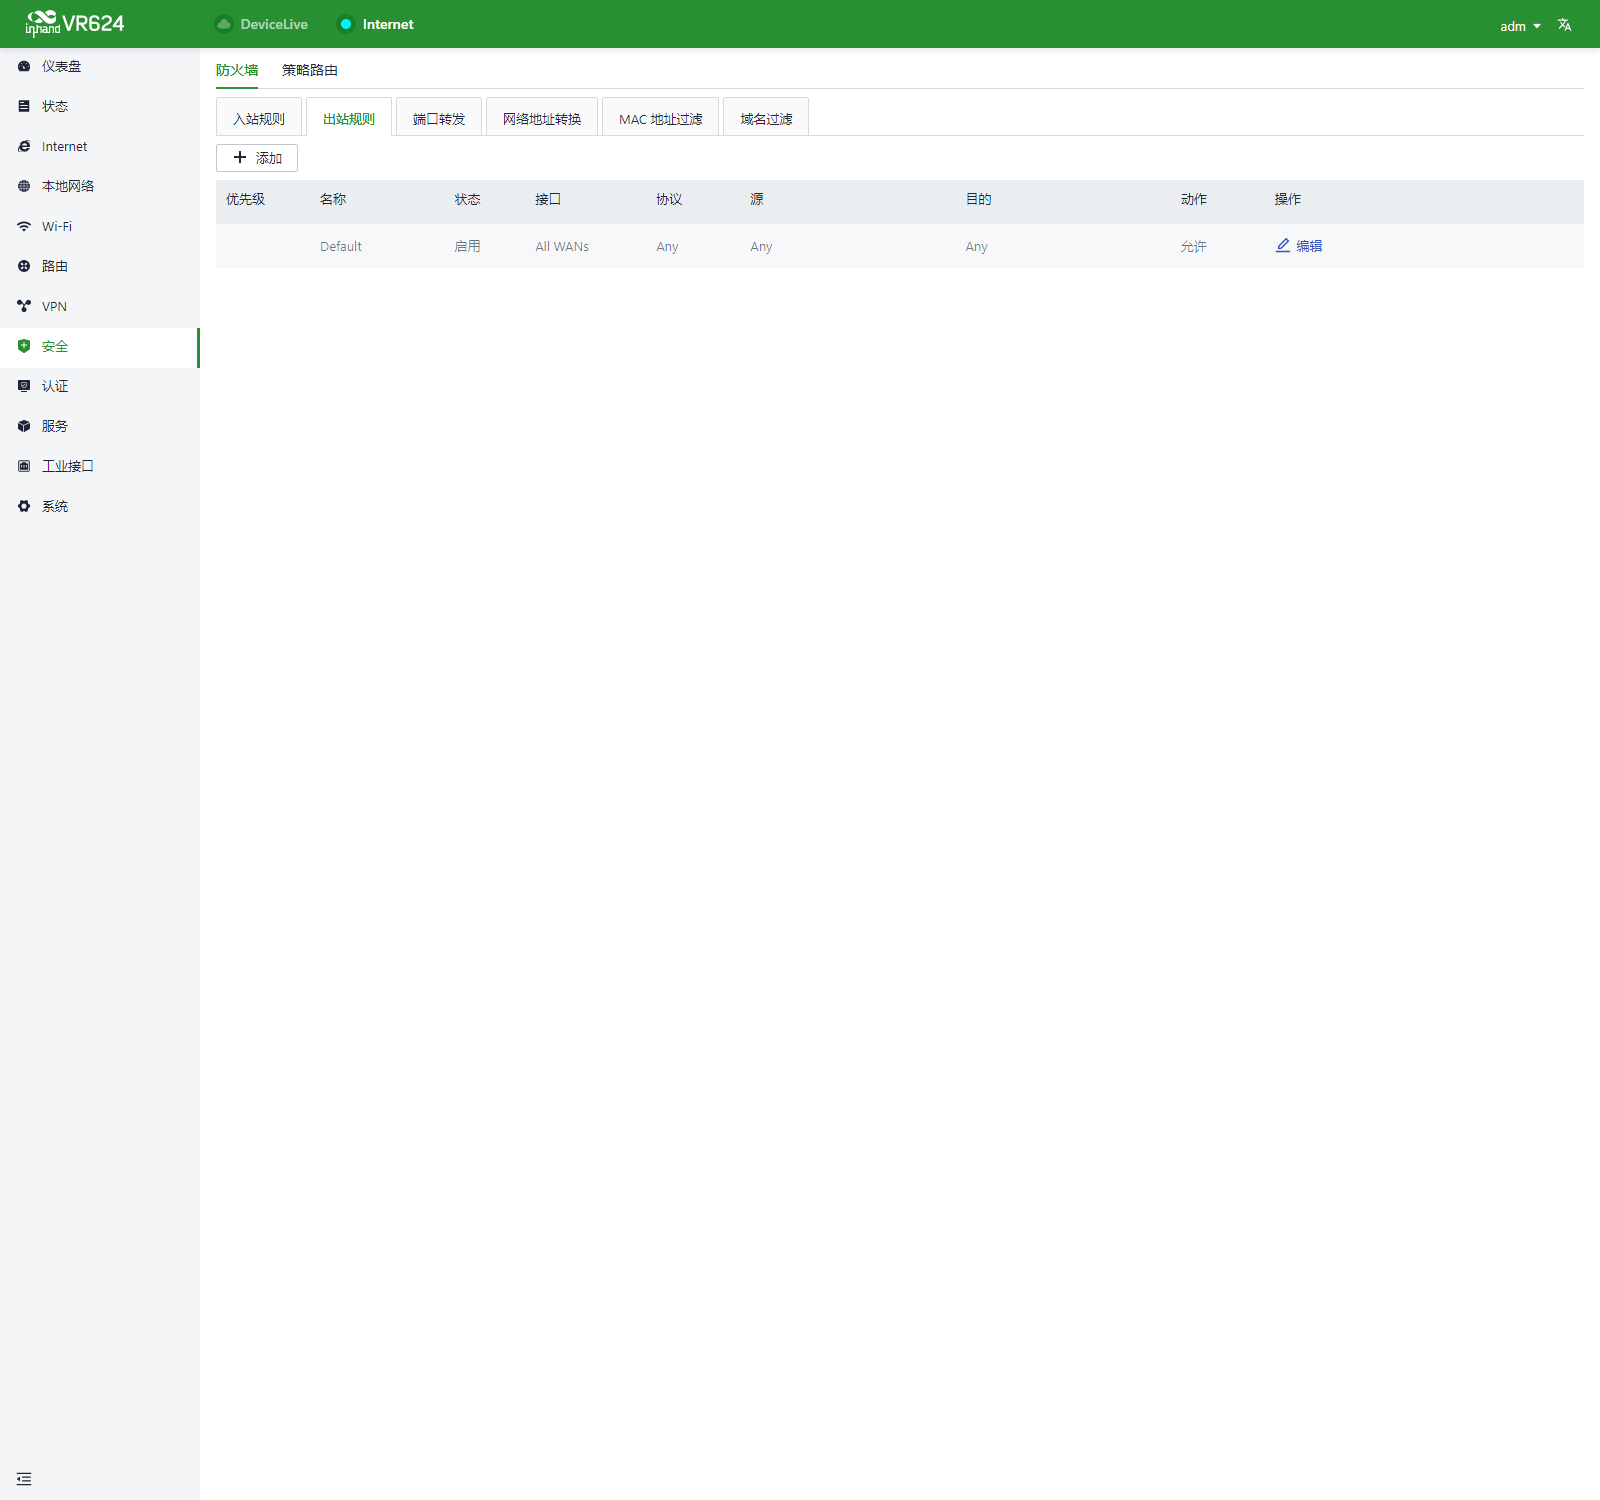 inhand VR624 DeviceLive Internet adm
仪表盘
状态
Internet
本地网络
Wi-Fi
路由
VPN
安全
认证
服务
工业接口
系统
防火墙 策略路由
入站规则 出站规则 端口转发 网络地址转换 MAC 地址过滤 域名过滤
添加
优先级 名称 状态 接口 协议 源 目的 动作 操作
Default 启用 All WANs Any Any Any 允许 编辑